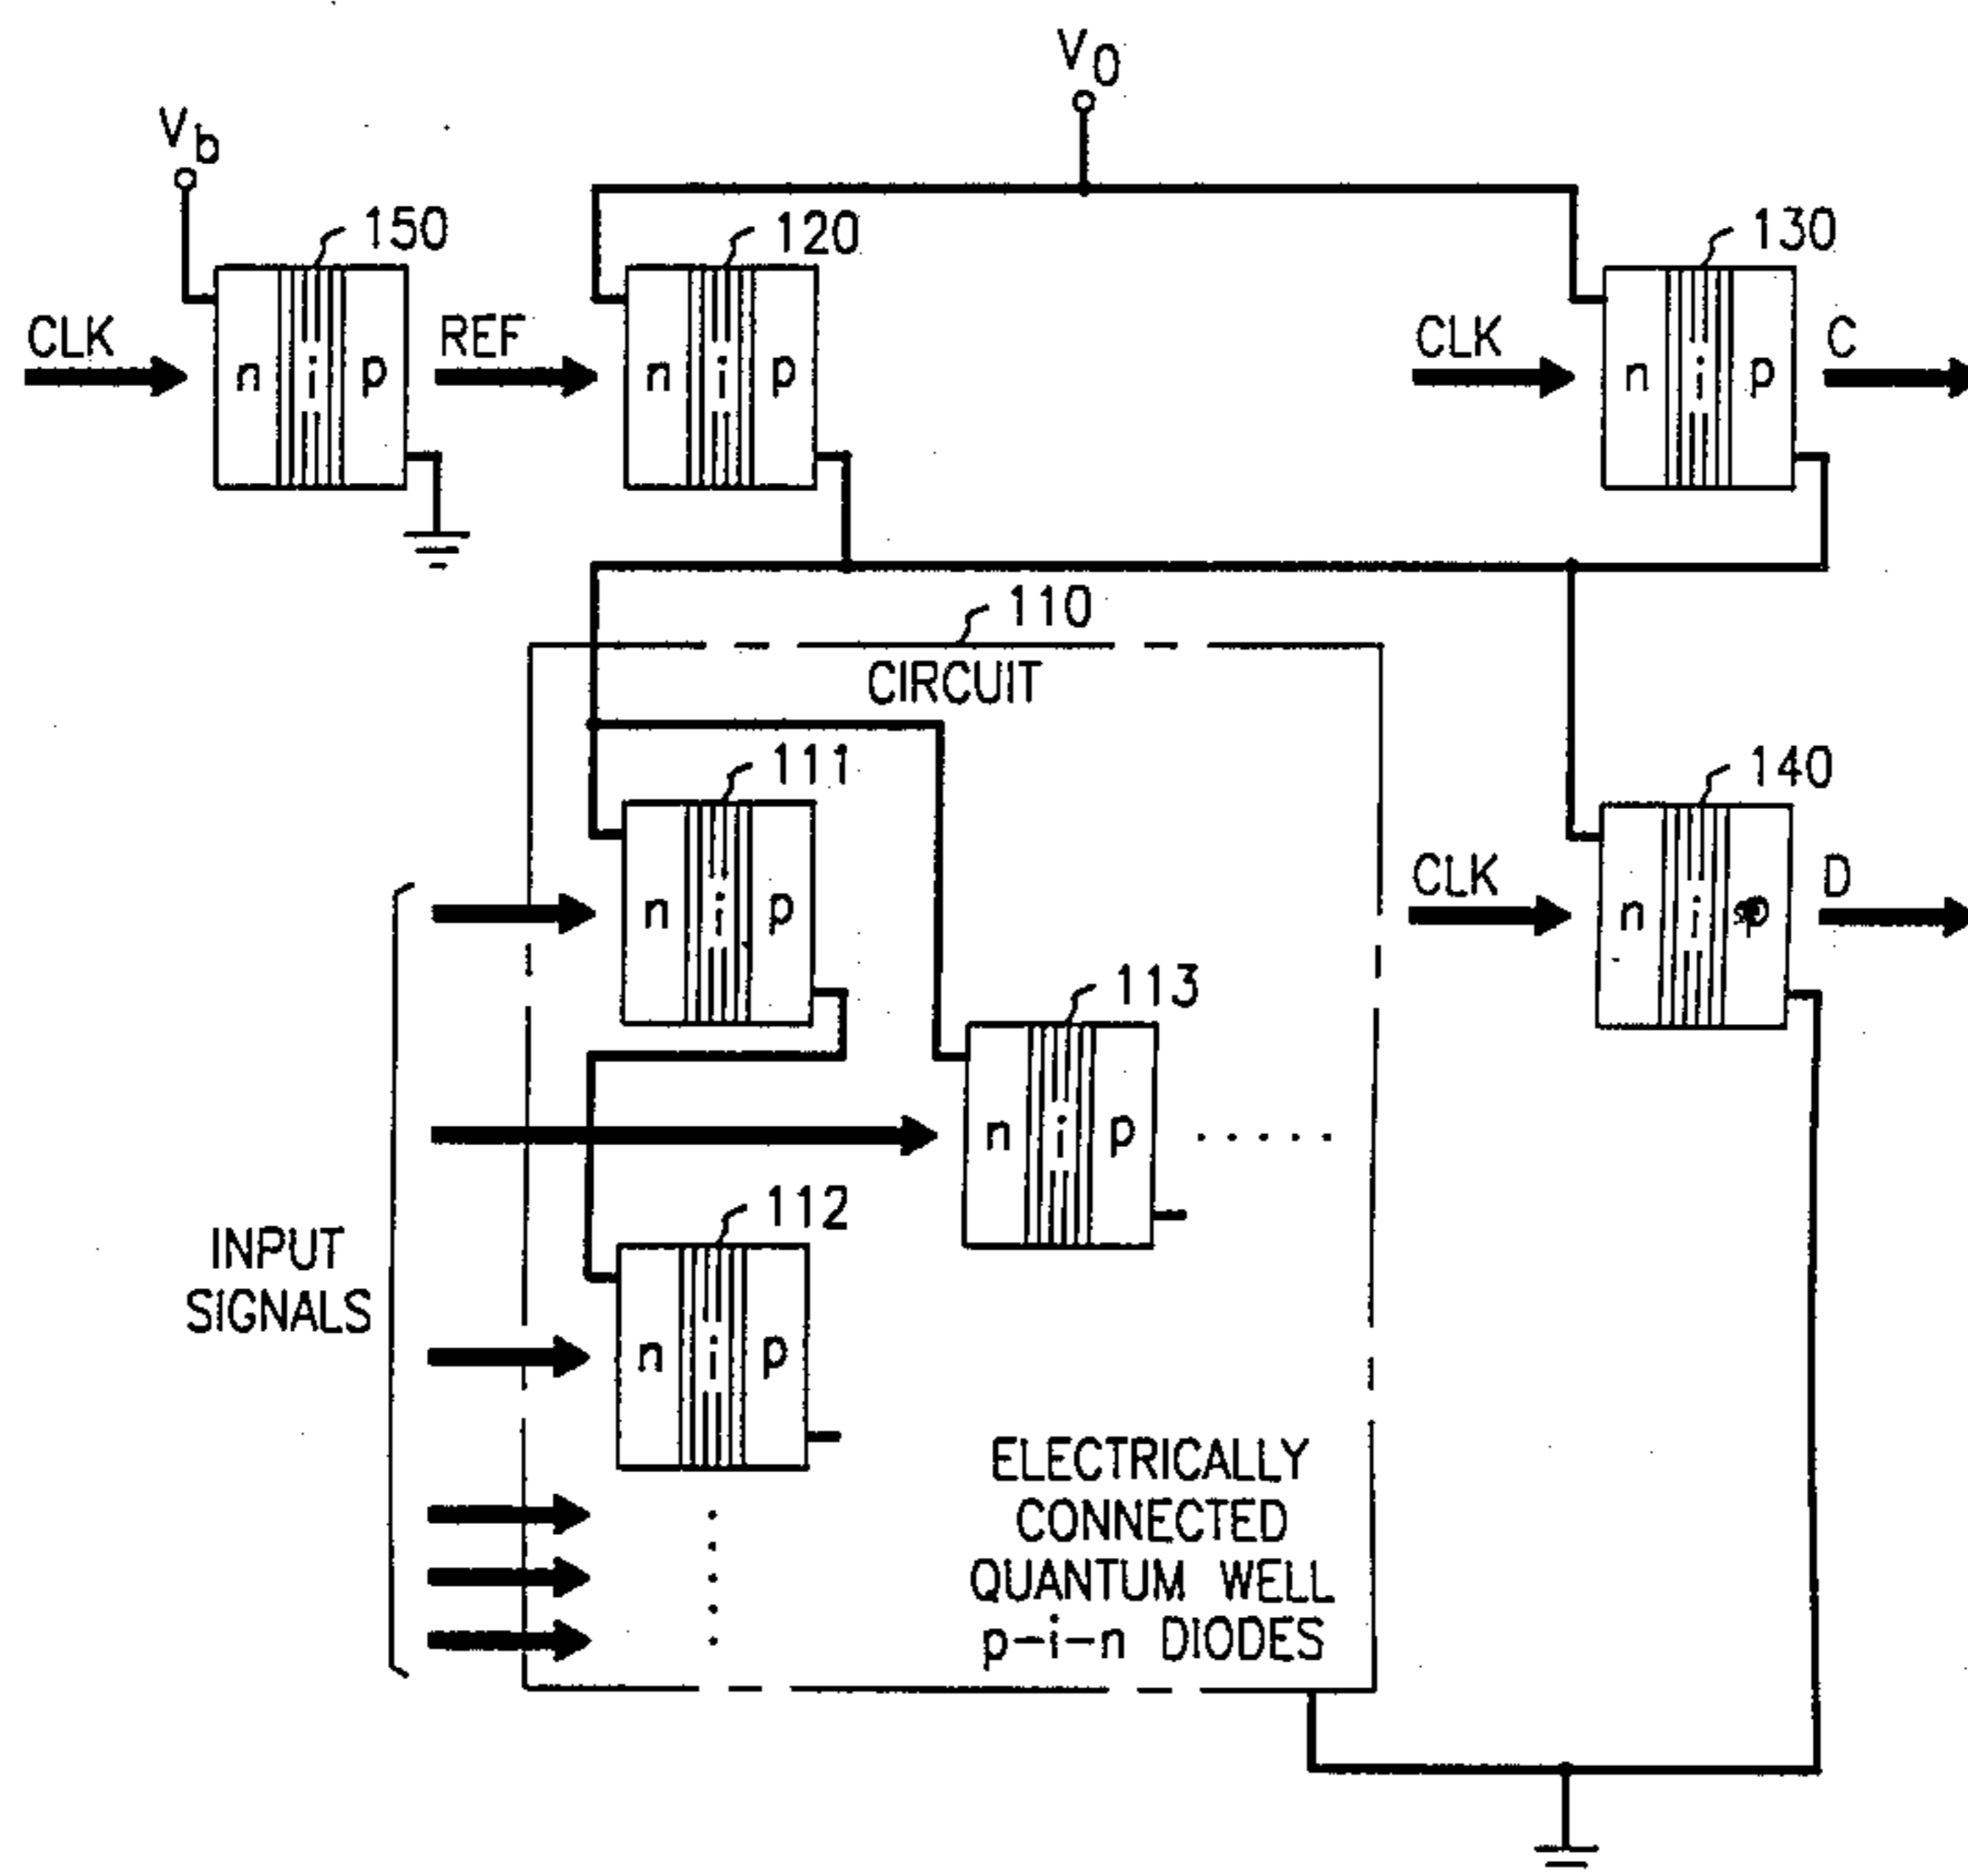 V0
Vb
150
120
130
CLK
n i p
REF
n i p
CLK
n i p
C
110
CIRCUIT
111
140
n i p
CLK
n i p
D
113
n i p
.....
INPUT
SIGNALS
112
n i p
ELECTRICALLY
CONNECTED
QUANTUM WELL
p-i-n DIODES